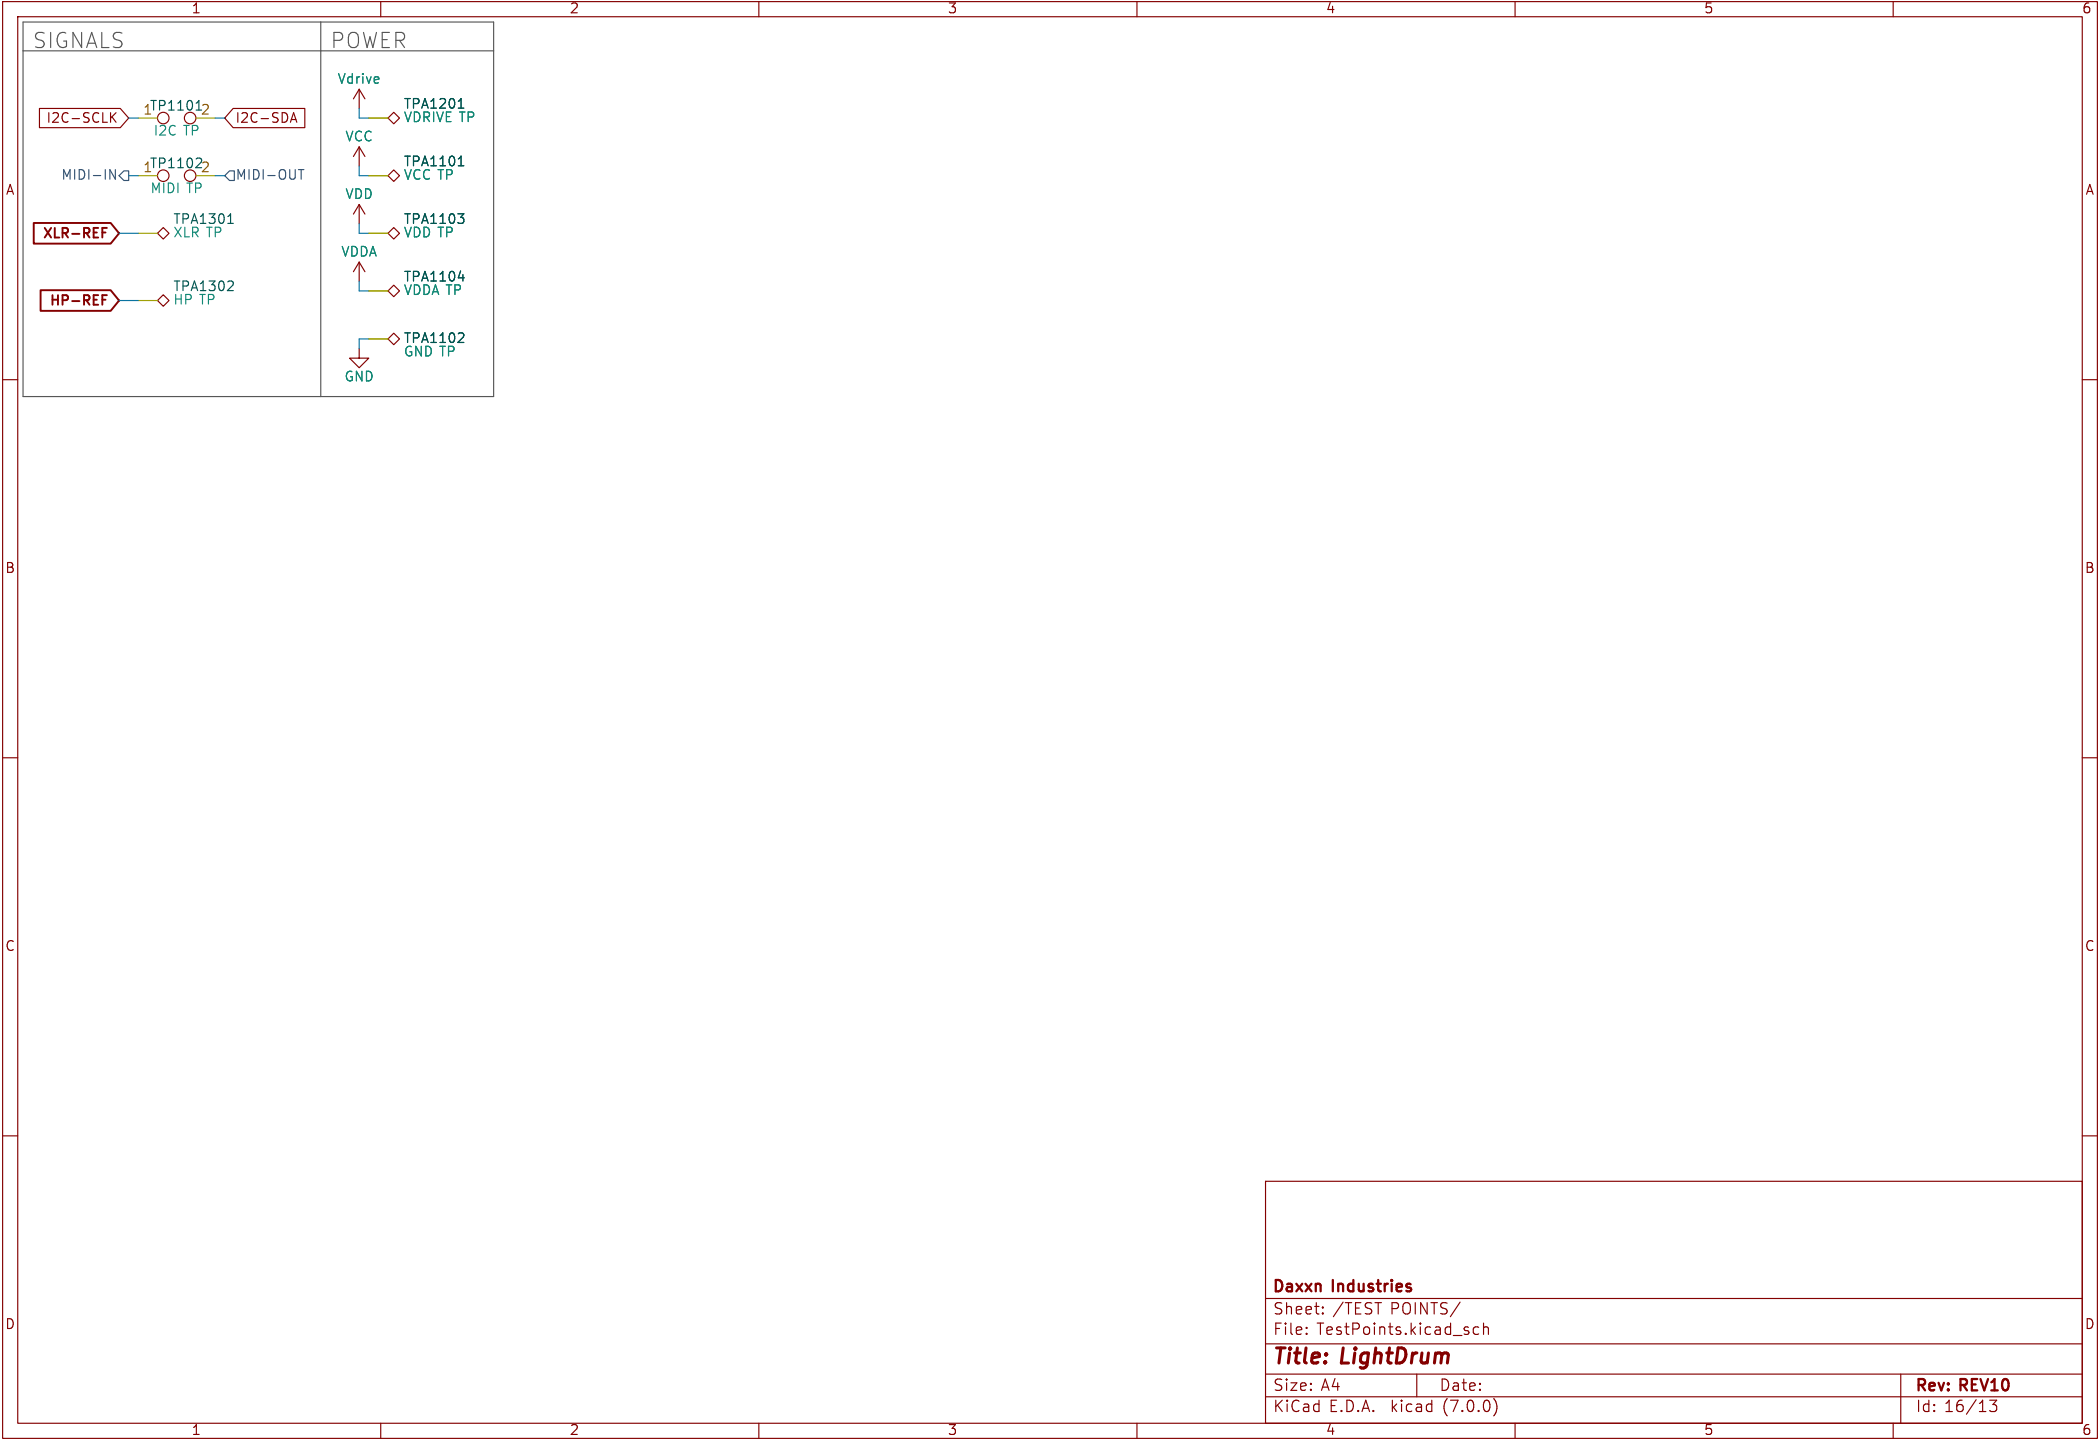 1 2 3 4 5 6
SIGNALS
I2C-SCLK 1 TP1101 2 I2C-SDA
I2C TP
MIDI-IN 1 TP1102 2 MIDI-OUT
MIDI TP
XLR-REF TPA1301
XLR TP
HP-REF TPA1302
HP TP
POWER
Vdrive
TPA1201
VDRIVE TP
VCC
TPA1101
VCC TP
VDD
TPA1103
VDD TP
VDDA
TPA1104
VDDA TP
TPA1102
GND TP
GND
A A
B B
C C
D D
Daxxn Industries
Sheet: /TEST POINTS/
File: TestPoints.kicad_sch
Title: LightDrum
Size: A4 Date: Rev: REV10
KiCad E.D.A. kicad (7.0.0) Id: 16/13
1 2 3 4 5 6